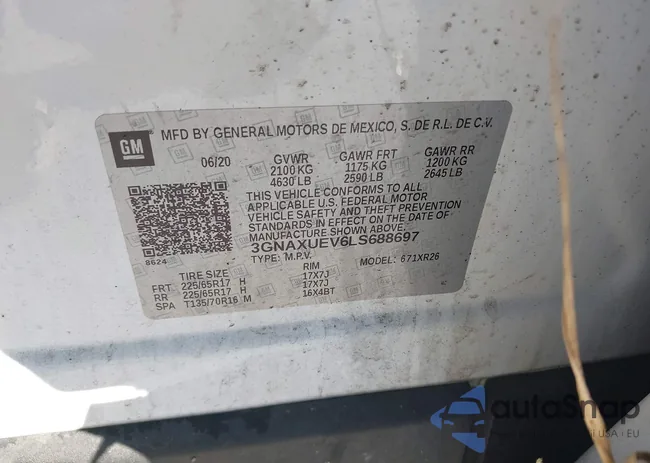 GM
MFD BY GENERAL MOTORS DE MEXICO, S. DE R.L. DE C.V.
06/20 GVWR GAWR FRT GAWR RR
2100 KG 1175 KG 1200 KG
4630 LB 2590 LB 2645 LB
THIS VEHICLE CONFORMS TO ALL
APPLICABLE U.S. FEDERAL MOTOR
VEHICLE SAFETY AND THEFT PREVENTION
STANDARDS IN EFFECT ON THE DATE OF
MANUFACTURE SHOWN ABOVE.
3GNAXUEV6LS688697
8624 TYPE: M.P.V. MODEL: 671XR26
TIRE SIZE RIM
FRT 225/65R17 H 17X7J
RR 225/65R17 H 17X7J
SPA T135/70R16 M 16X4BT
autoSnap
USA • EU